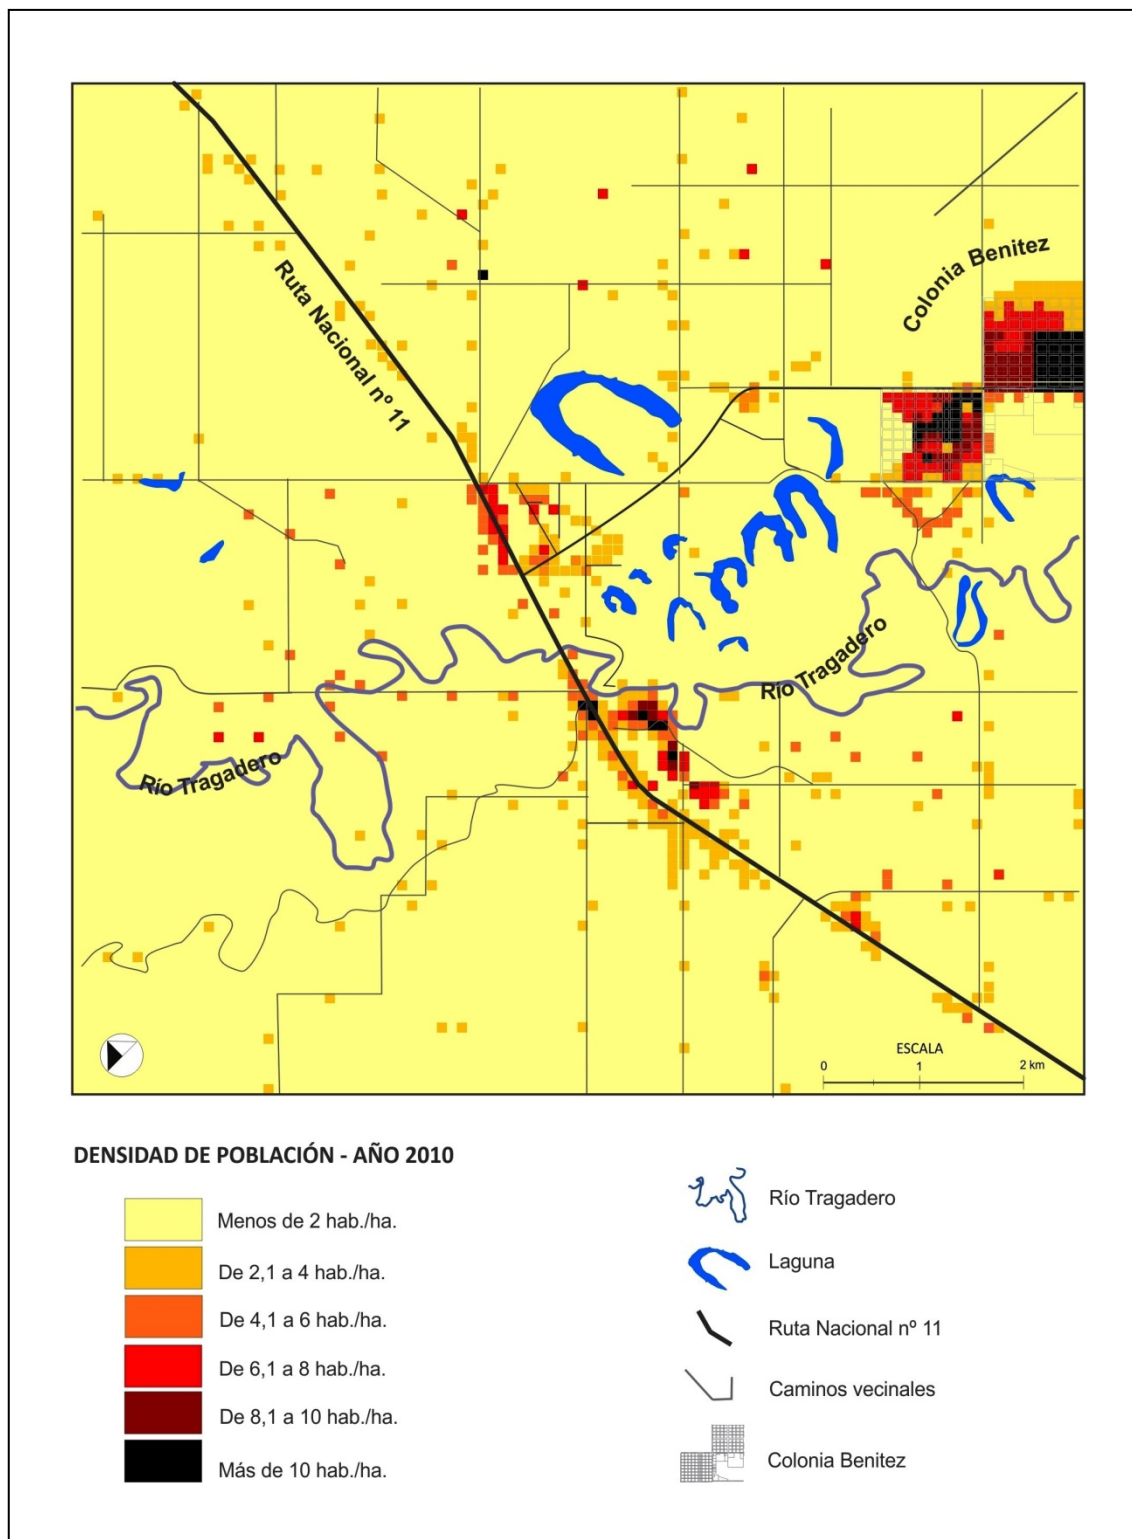 Colonia Benitez
Ruta Nacional nº 11
Río Tragadero
Río Tragadero
ESCALA
0 1 2 km
DENSIDAD DE POBLACIÓN - AÑO 2010
Menos de 2 hab./ha.
De 2,1 a 4 hab./ha.
De 4,1 a 6 hab./ha.
De 6,1 a 8 hab./ha.
De 8,1 a 10 hab./ha.
Más de 10 hab./ha.
Río Tragadero
Laguna
Ruta Nacional nº 11
Caminos vecinales
Colonia Benitez